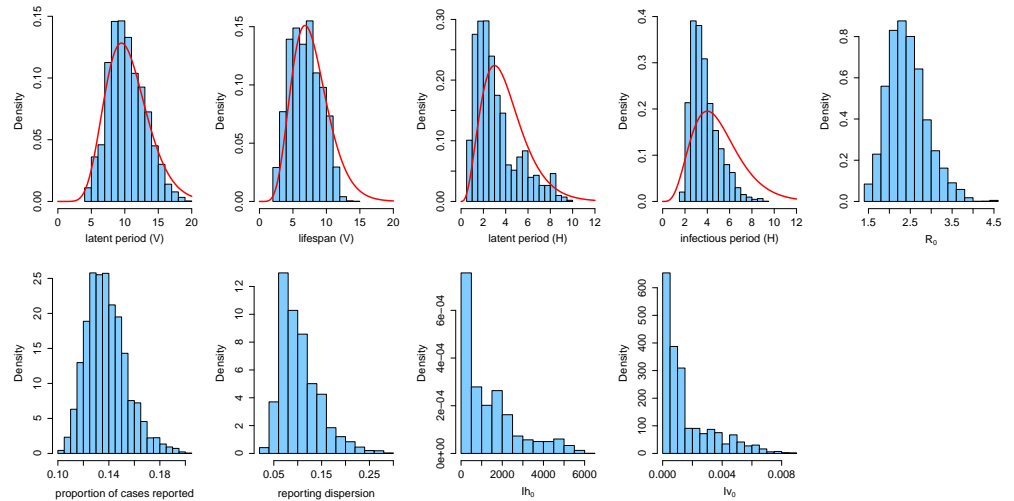 Density
0.00 0.05 0.10 0.15
0 5 10 15 20
latent period (V)
Density
0.00 0.05 0.10 0.15
0 5 10 15 20
lifespan (V)
Density
0.00 0.10 0.20 0.30
0 2 4 6 8 10 12
latent period (H)
Density
0.0 0.1 0.2 0.3 0.4
0 2 4 6 8 10 12
infectious period (H)
Density
0.0 0.2 0.4 0.6 0.8
1.5 2.5 3.5 4.5
R₀
Density
0 5 10 15 20 25
0.10 0.14 0.18
proportion of cases reported
Density
0 2 4 6 8 10 12
0.05 0.15 0.25
reporting dispersion
Density
0e+00 2e−04 4e−04 6e−04
0 2000 4000 6000
Ih₀
Density
0 100 200 300 400 500 600
0.000 0.004 0.008
Iv₀